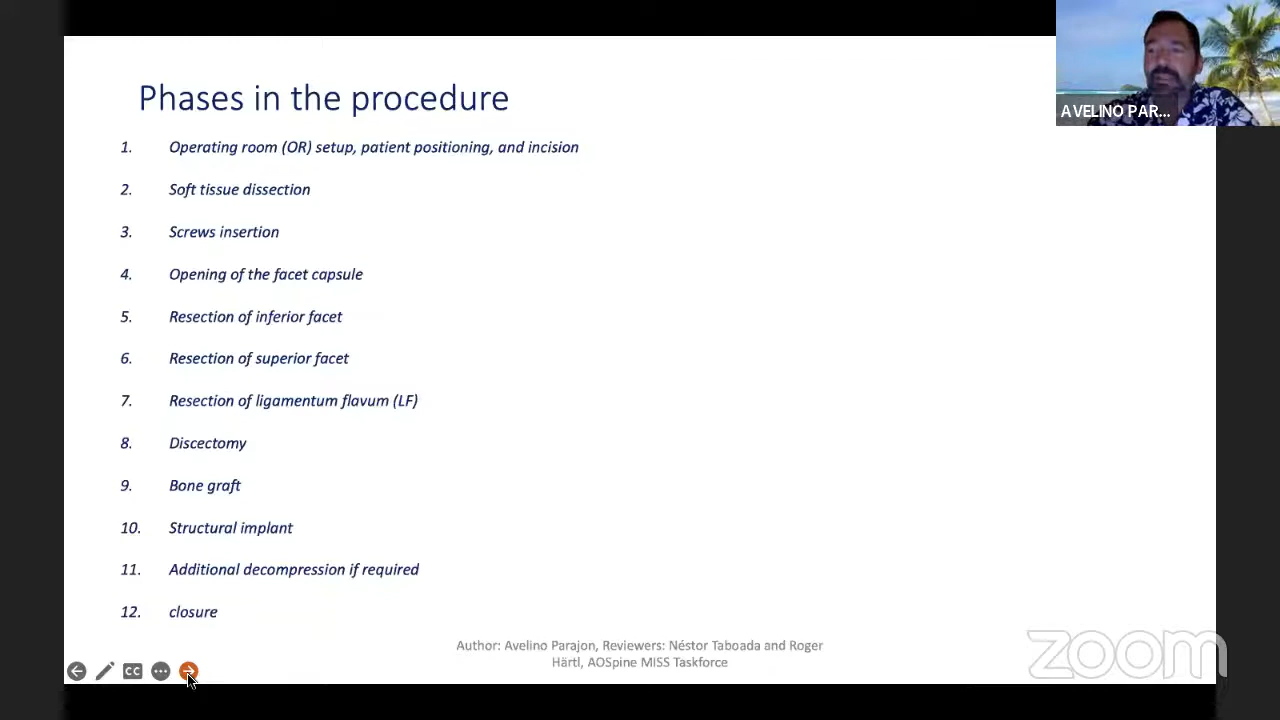 Phases in the procedure
AVELINO PAR...
1. Operating room (OR) setup, patient positioning, and incision
2. Soft tissue dissection
3. Screws insertion
4. Opening of the facet capsule
5. Resection of inferior facet
6. Resection of superior facet
7. Resection of ligamentum flavum (LF)
8. Discectomy
9. Bone graft
10. Structural implant
11. Additional decompression if required
12. closure
Author: Avelino Parajon, Reviewers: Néstor Taboada and Roger
Härtl, AOSpine MISS Taskforce
CC
zoom